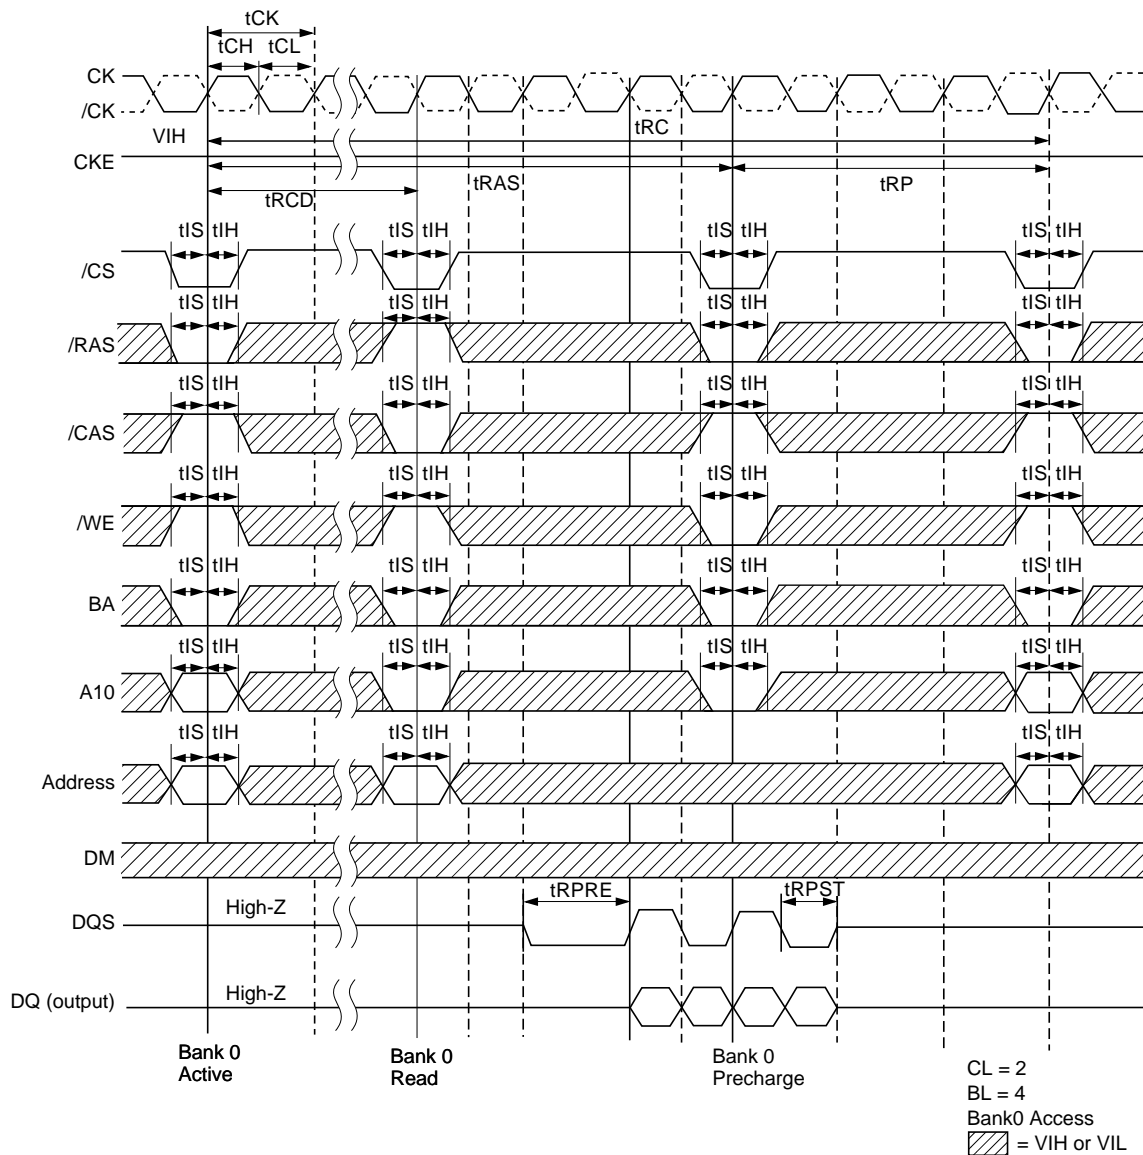 tCK
tCH tCL
CK
/CK
VIH
tRC
CKE
tRAS
tRP
tRCD
tIS tIH tIS tIH tIS tIH tIS tIH
/CS
tIS tIH tIS tIH tIS tIH tIS tIH
/RAS
tIS tIH tIS tIH tIS tIH tIS tIH
/CAS
tIS tIH tIS tIH tIS tIH tIS tIH
/WE
tIS tIH tIS tIH tIS tIH tIS tIH
BA
tIS tIH tIS tIH tIS tIH tIS tIH
A10
tIS tIH tIS tIH tIS tIH
Address
DM
tRPRE tRPST
High-Z
DQS
High-Z
DQ (output)
Bank 0 Bank 0 Bank 0
Active Read Precharge
CL = 2
BL = 4
Bank0 Access
= VIH or VIL